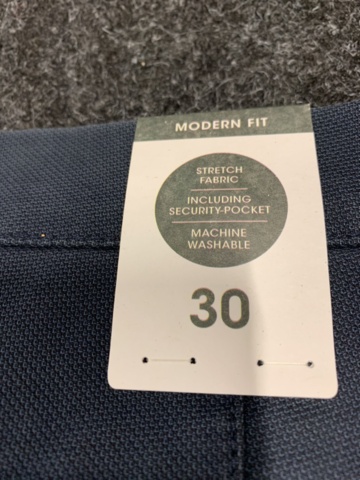 MODERN FIT
STRETCH
FABRIC
INCLUDING
SECURITY-POCKET
MACHINE
WASHABLE
30